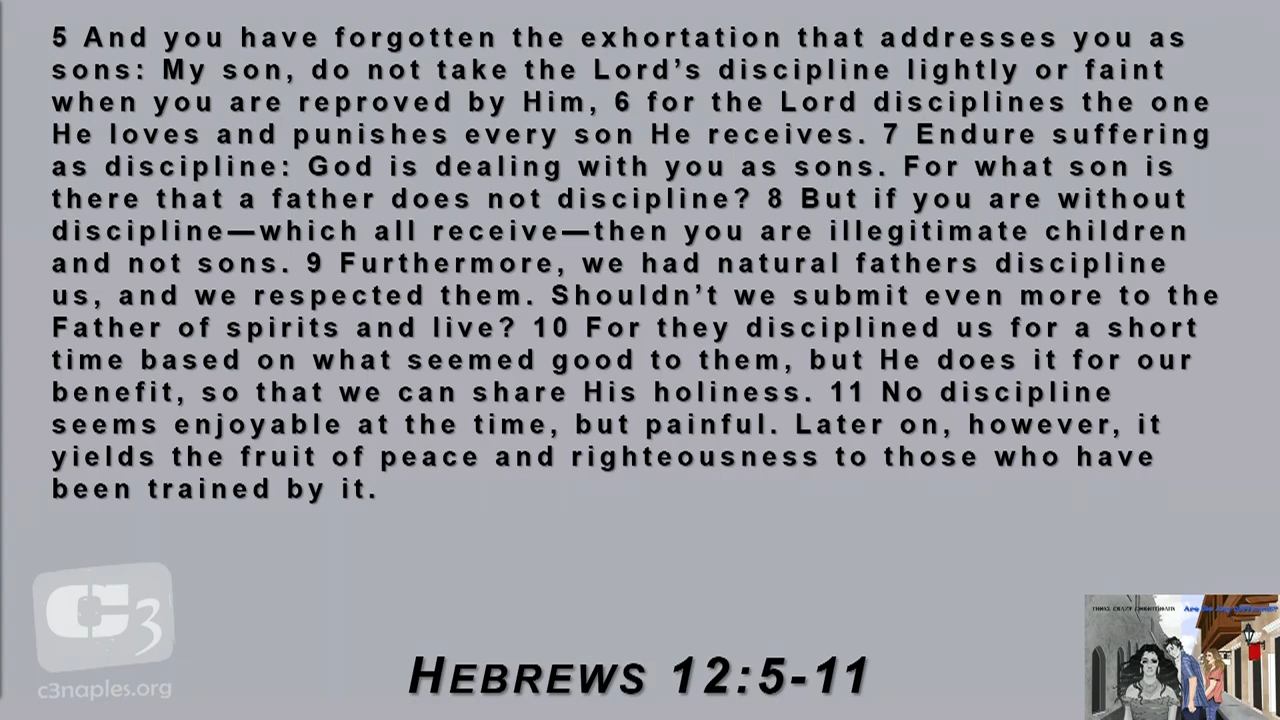 5 And you have forgotten the exhortation that addresses you as
sons: My son, do not take the Lord’s discipline lightly or faint
when you are reproved by Him, 6 for the Lord disciplines the one
He loves and punishes every son He receives. 7 Endure suffering
as discipline: God is dealing with you as sons. For what son is
there that a father does not discipline? 8 But if you are without
discipline—which all receive—then you are illegitimate children
and not sons. 9 Furthermore, we had natural fathers discipline
us, and we respected them. Shouldn’t we submit even more to the
Father of spirits and live? 10 For they disciplined us for a short
time based on what seemed good to them, but He does it for our
benefit, so that we can share His holiness. 11 No discipline
seems enjoyable at the time, but painful. Later on, however, it
yields the fruit of peace and righteousness to those who have
been trained by it.
C3
c3naples.org
THOSE CRAZY CORINTHIANS Are We Any Different?
HEBREWS 12:5-11